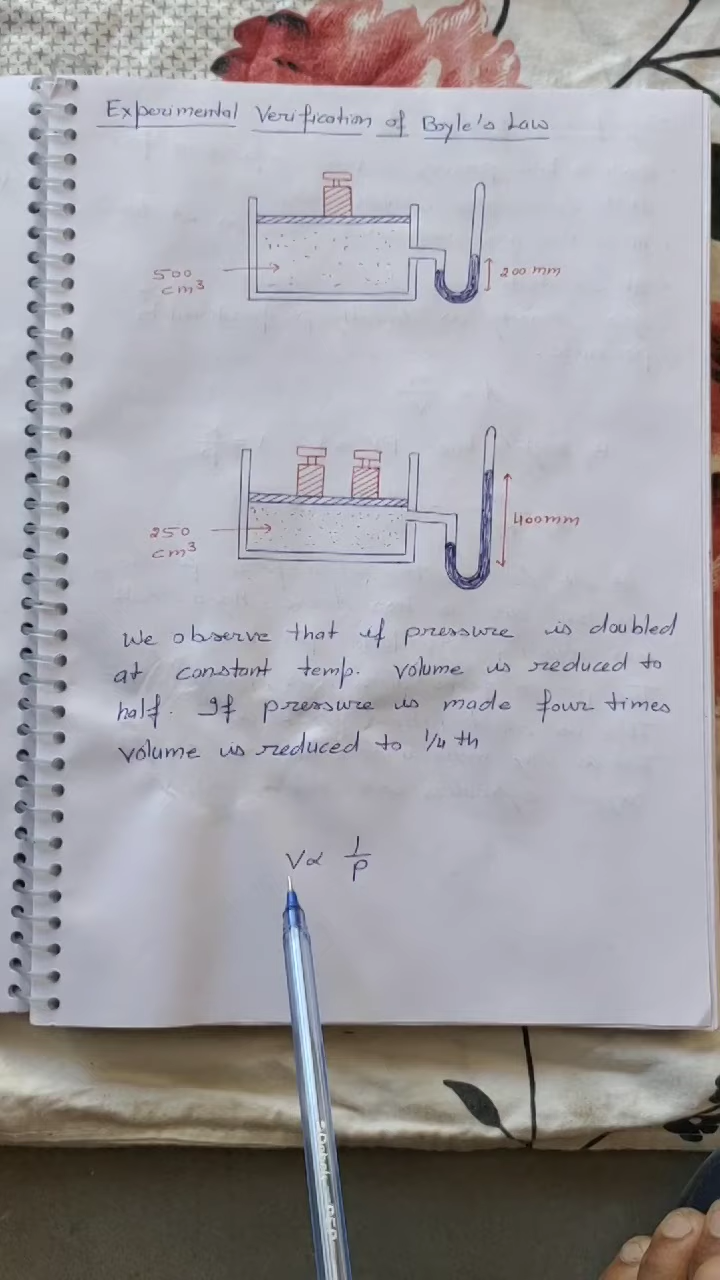 Experimental Verification of Boyle's Law
500
cm³
200 mm
250
cm³
400mm
We observe that if pressure is doubled
at constant temp. volume is reduced to
half. If pressure is made four times
volume is reduced to 1/4 th
V∝ 1/P